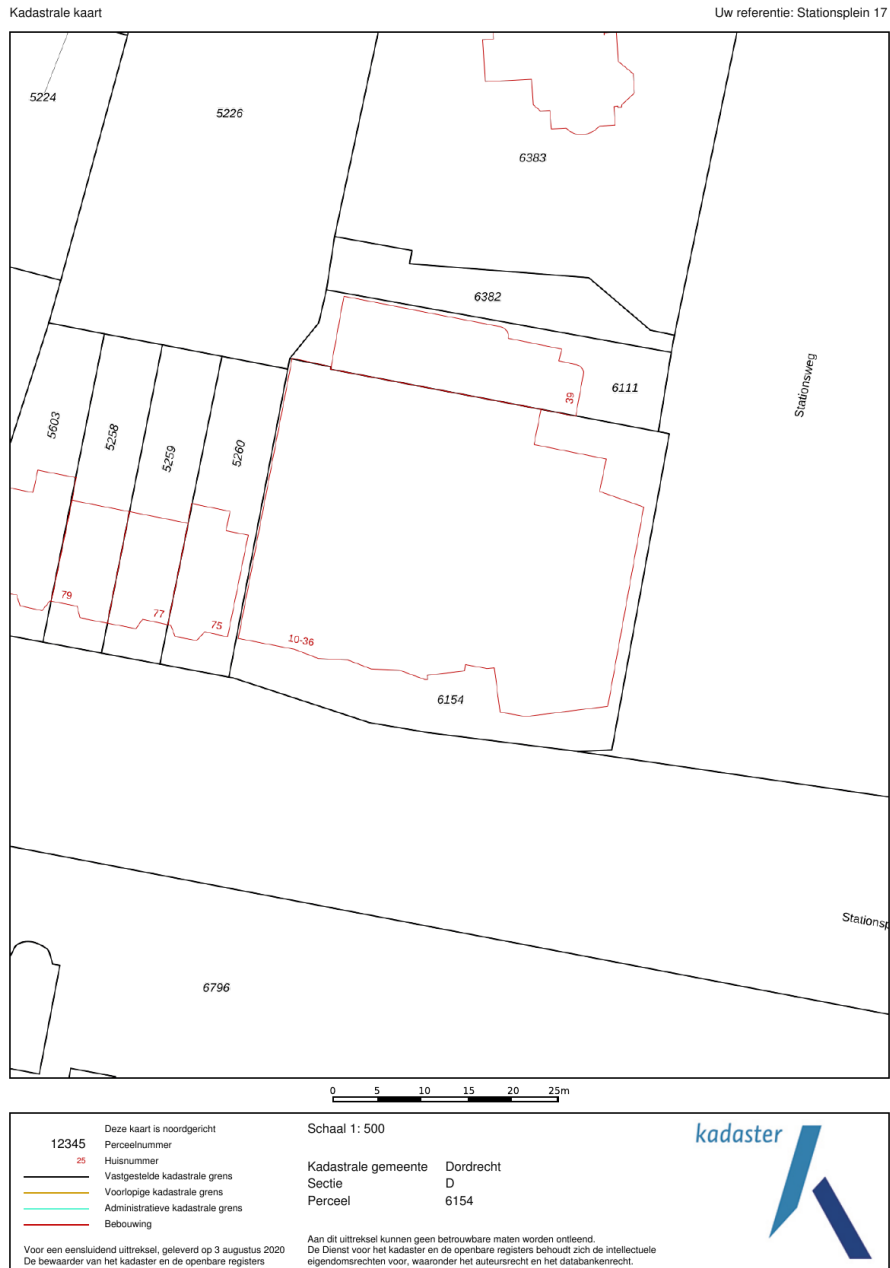 Kadastrale kaart
Uw referentie: Stationsplein 17
5224
5226
6383
6382
6111
39
Stationsweg
5603
5258
5259
5260
79
77
75
10-36
6154
Stationsp
6796
0 5 10 15 20 25m
Deze kaart is noordgericht
12345 Perceelnummer
25 Huisnummer
Vastgestelde kadastrale grens
Voorlopige kadastrale grens
Administratieve kadastrale grens
Bebouwing
Voor een eensluidend uittreksel, geleverd op 3 augustus 2020
De bewaarder van het kadaster en de openbare registers
Schaal 1: 500
Kadastrale gemeente Dordrecht
Sectie D
Perceel 6154
Aan dit uittreksel kunnen geen betrouwbare maten worden ontleend.
De Dienst voor het kadaster en de openbare registers behoudt zich de intellectuele
eigendomsrechten voor, waaronder het auteursrecht en het databankenrecht.
kadaster